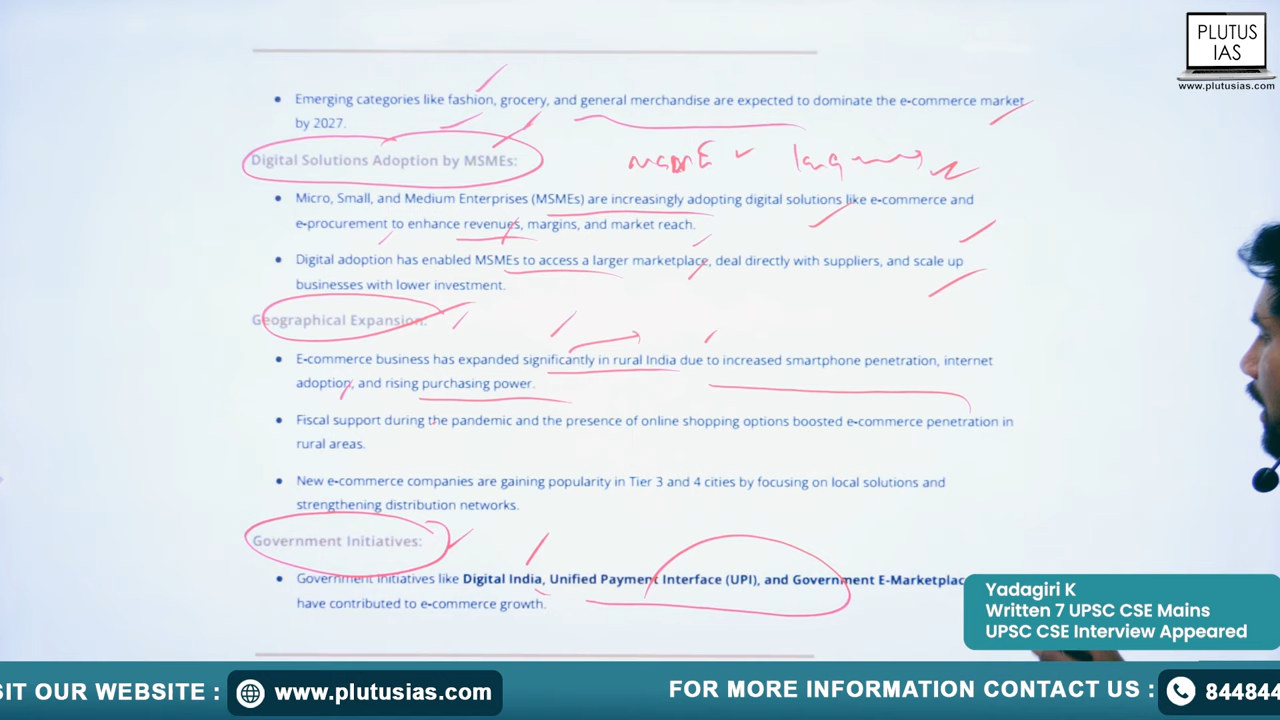 PLUTUS
IAS
www.plutusias.com
• Emerging categories like fashion, grocery, and general merchandise are expected to dominate the e-commerce market
by 2027.
Digital Solutions Adoption by MSMEs:
MSME
• Micro, Small, and Medium Enterprises (MSMEs) are increasingly adopting digital solutions like e-commerce and
e-procurement to enhance revenues, margins, and market reach.
• Digital adoption has enabled MSMEs to access a larger marketplace, deal directly with suppliers, and scale up
businesses with lower investment.
Geographical Expansion:
• E-commerce business has expanded significantly in rural India due to increased smartphone penetration, internet
adoption, and rising purchasing power.
• Fiscal support during the pandemic and the presence of online shopping options boosted e-commerce penetration in
rural areas.
• New e-commerce companies are gaining popularity in Tier 3 and 4 cities by focusing on local solutions and
strengthening distribution networks.
Government Initiatives:
• Government initiatives like Digital India, Unified Payment Interface (UPI), and Government E-Marketplac
have contributed to e-commerce growth.
Yadagiri K
Written 7 UPSC CSE Mains
UPSC CSE Interview Appeared
SIT OUR WEBSITE :
www.plutusias.com
FOR MORE INFORMATION CONTACT US :
844844